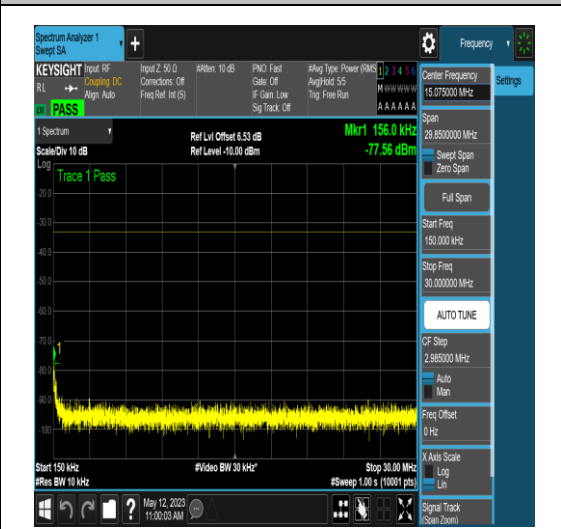 Spectrum Analyzer 1
Swept SA
+
Frequency
KEYSIGHT Input: RF
RL Coupling: DC
Align: Auto
Input Z: 50 Ω
Corrections: Off
Freq Ref: Int (S)
#Atten: 10 dB
PNO: Fast
Gate: Off
IF Gain: Low
Sig Track: Off
#Avg Type: Power (RMS
Avg|Hold: 5/5
Trig: Free Run
1 2 3 4 5 6
M W W W W W
A A A A A A
PASS
1 Spectrum
Scale/Div 10 dB
Ref Lvl Offset 6.53 dB
Ref Level -10.00 dBm
Mkr1 156.0 kHz
-77.56 dBm
Log
Trace 1 Pass
-20.0
-30.0
-40.0
-50.0
-60.0
-70.0
1
-80.0
-90.0
-100
Start 150 kHz
#Res BW 10 kHz
#Video BW 30 kHz*
Stop 30.00 MHz
#Sweep 1.00 s (10001 pts)
May 12, 2023
11:00:03 AM
?
Center Frequency
15.075000 MHz
Settings
Span
29.8500000 MHz
Swept Span
Zero Span
Full Span
Start Freq
150.000 kHz
Stop Freq
30.000000 MHz
AUTO TUNE
CF Step
2.985000 MHz
Auto
Man
Freq Offset
0 Hz
X Axis Scale
Log
Lin
Signal Track
(Span Zoom)